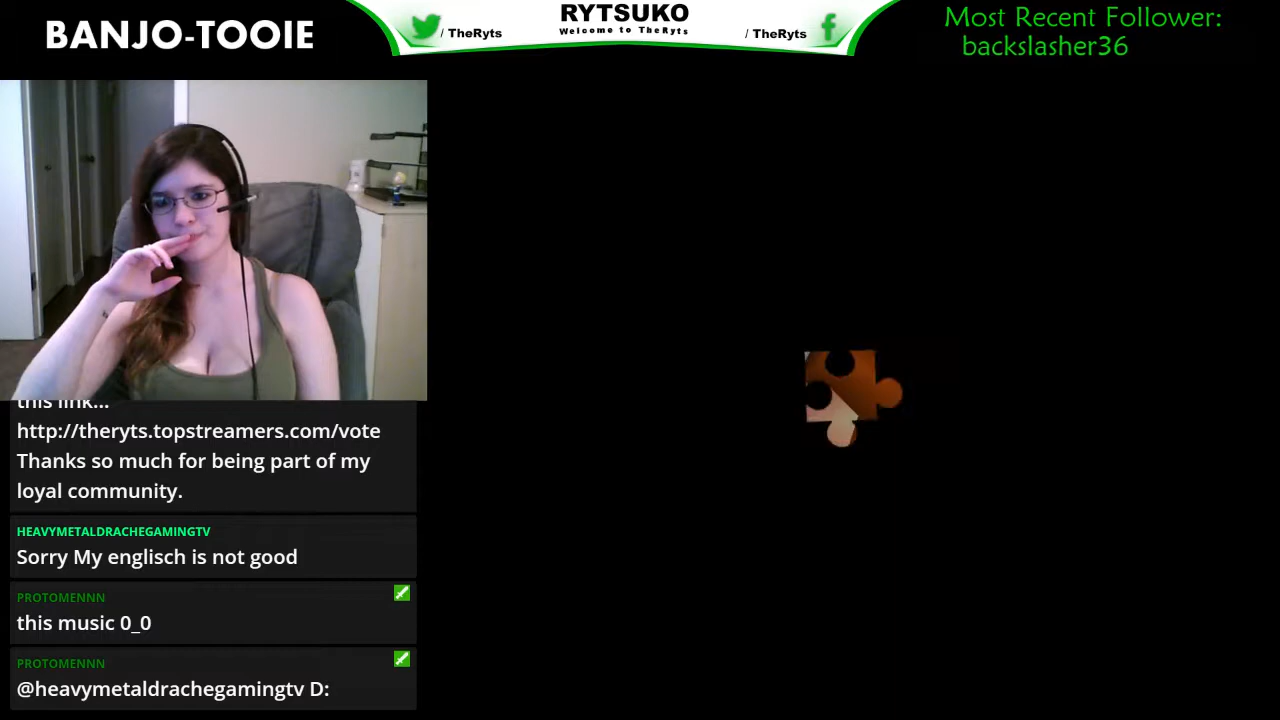 BANJO-TOOIE
/ TheRyts
RYTSUKO
Welcome to TheRyts
/ TheRyts
Most Recent Follower:
backslasher36
this link...
http://theryts.topstreamers.com/vote
Thanks so much for being part of my
loyal community.
HEAVYMETALDRACHEGAMINGTV
Sorry My englisch is not good
PROTOMENNN
this music 0_0
PROTOMENNN
@heavymetaldrachegamingtv D: